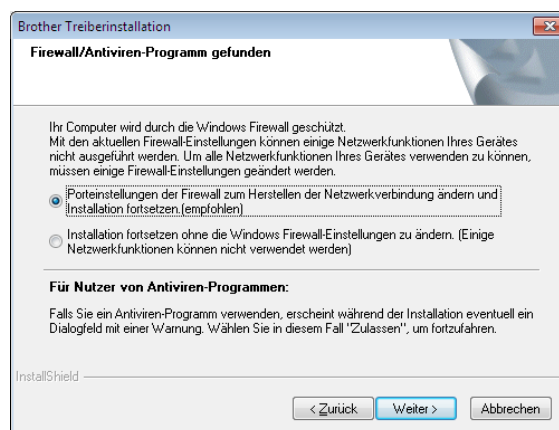 Brother Treiberinstallation
Firewall/Antiviren-Programm gefunden
Ihr Computer wird durch die Windows Firewall geschützt.
Mit den aktuellen Firewall-Einstellungen können einige Netzwerkfunktionen Ihres Gerätes
nicht ausgeführt werden. Um alle Netzwerkfunktionen Ihres Gerätes verwenden zu können,
müssen einige Firewall-Einstellungen geändert werden.
Porteinstellungen der Firewall zum Herstellen der Netzwerkverbindung ändern und
Installation fortsetzen.(empfohlen)
Installation fortsetzen ohne die Windows Firewall-Einstellungen zu ändern. (Einige
Netzwerkfunktionen können nicht verwendet werden)
Für Nutzer von Antiviren-Programmen:
Falls Sie ein Antiviren-Programm verwenden, erscheint während der Installation eventuell ein
Dialogfeld mit einer Warnung. Wählen Sie in diesem Fall "Zulassen", um fortzufahren.
InstallShield
< Zurück Weiter > Abbrechen